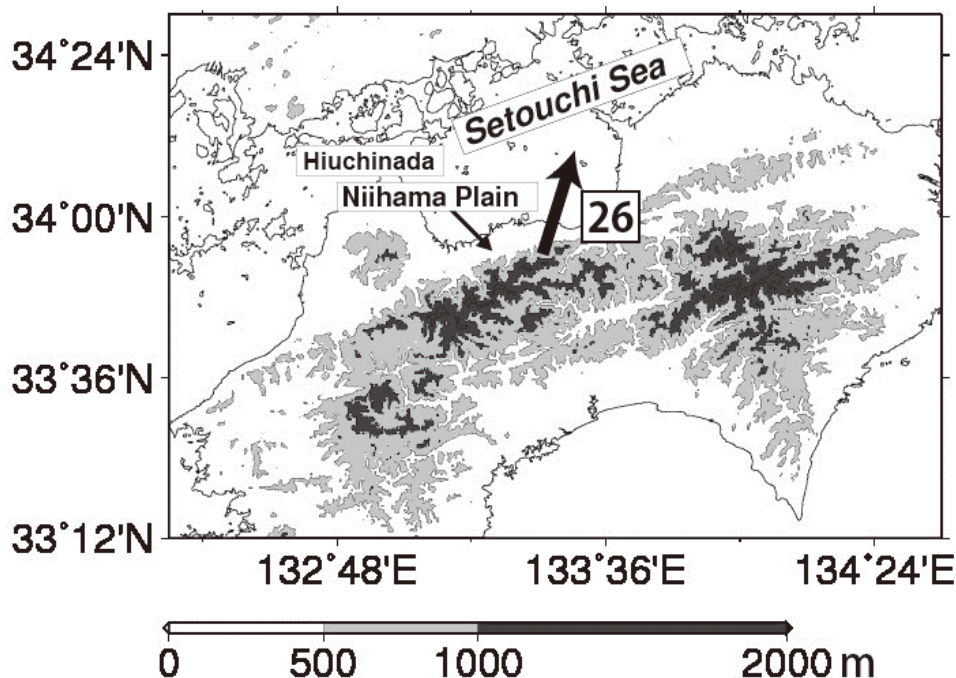 34˚24'N
Setouchi Sea
Hiuchinada
Niihama Plain
34˚00'N
26
33˚36'N
33˚12'N
132˚48'E 133˚36'E 134˚24'E
0 500 1000 2000 m